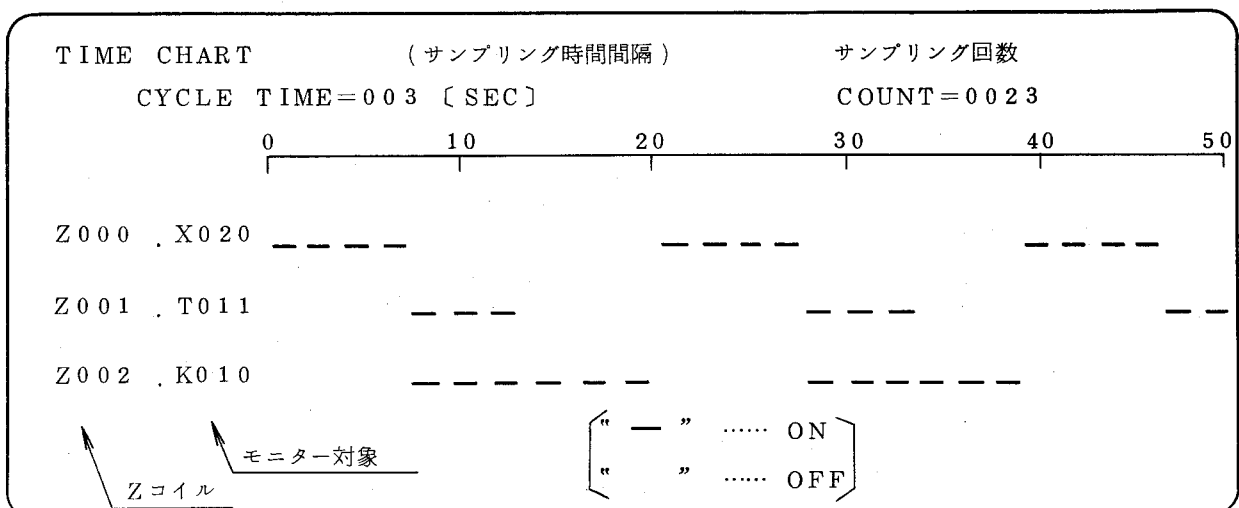 TIME CHART (サンプリング時間間隔) サンプリング回数
CYCLE TIME=003 〔SEC〕 COUNT=0023
0 10 20 30 40 50
Z000 . X020
Z001 . T011
Z002 . K010
“ — ” …… ON
モニター対象
“ ” …… OFF
Zコイル